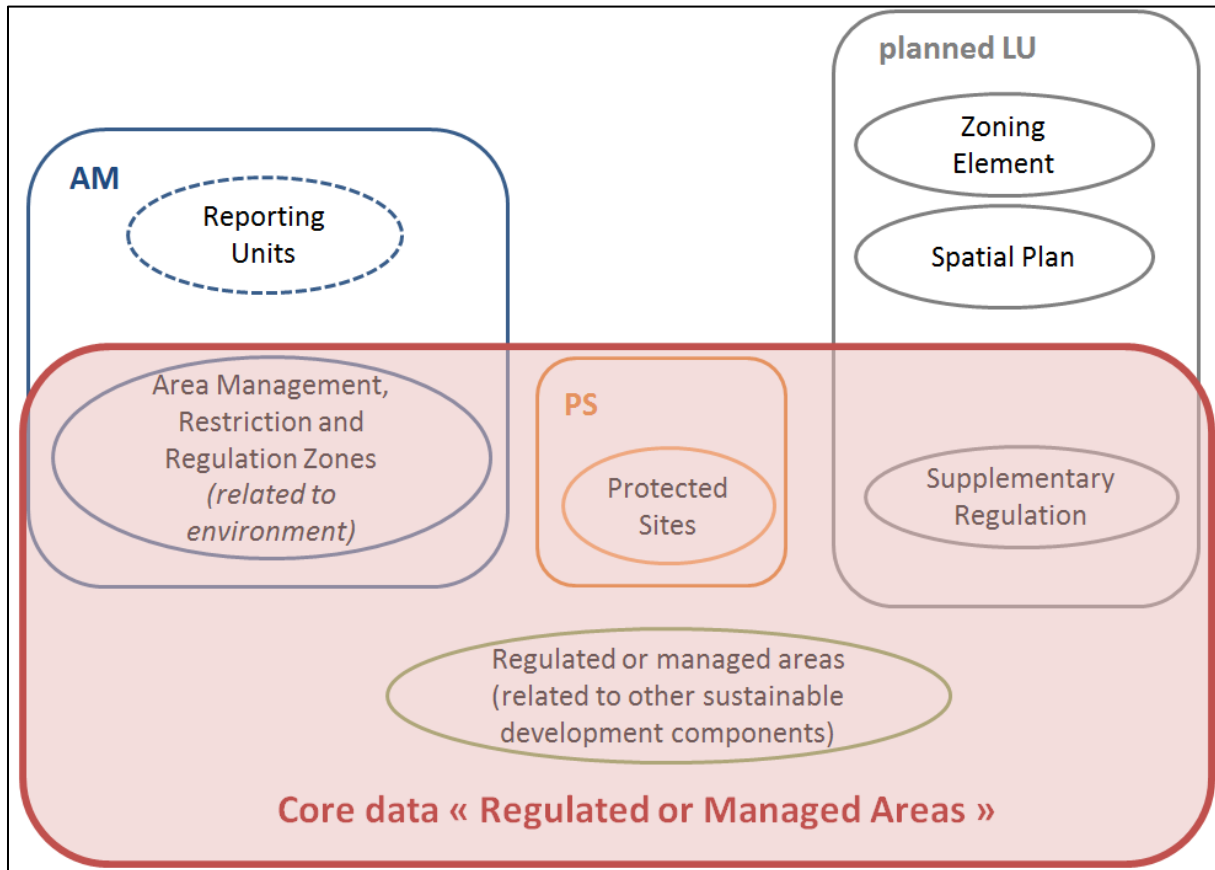 planned LU
Zoning
Element
Spatial Plan
AM
Reporting
Units
Area Management,
Restriction and
Regulation Zones
(related to
environment)
PS
Protected
Sites
Supplementary
Regulation
Regulated or managed areas
(related to other sustainable
development components)
Core data « Regulated or Managed Areas »